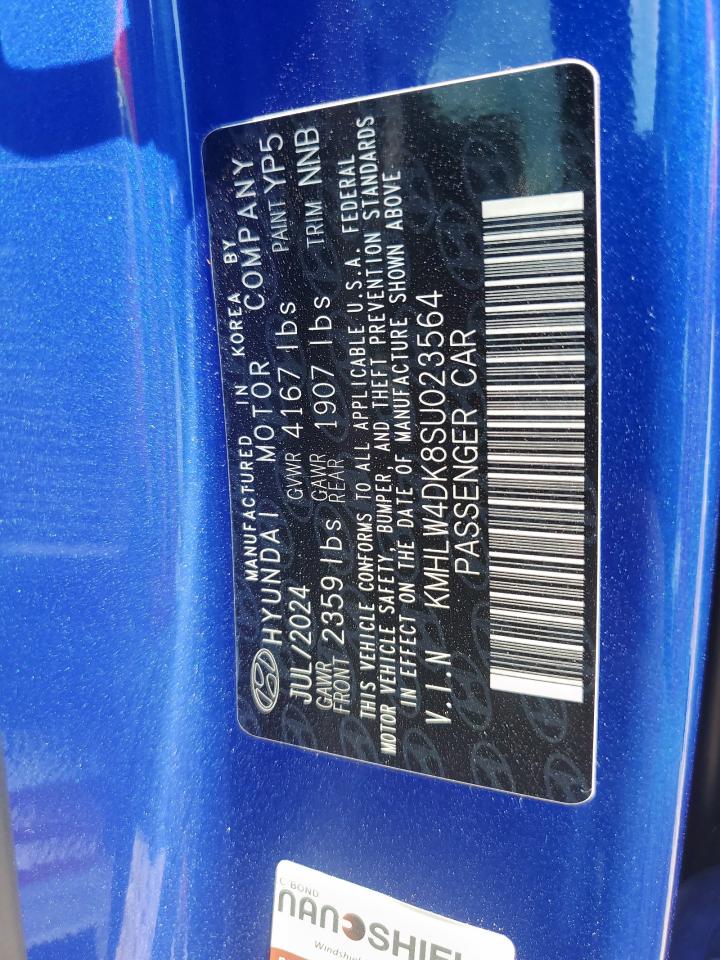 MANUFACTURED IN KOREA BY
HYUNDAI MOTOR COMPANY
JUL/2024 GVWR 4167 lbs PAINT YP5
GAWR FRONT 2359 lbs GAWR REAR 1907 lbs TRIM NNB
THIS VEHICLE CONFORMS TO ALL APPLICABLE U.S.A. FEDERAL
MOTOR VEHICLE SAFETY, BUMPER, AND THEFT PREVENTION STANDARDS
IN EFFECT ON THE DATE OF MANUFACTURE SHOWN ABOVE
V.I.N KMHLW4DK8SU023564
PASSENGER CAR
C-BOND
NANOSHIEL
Windshiel